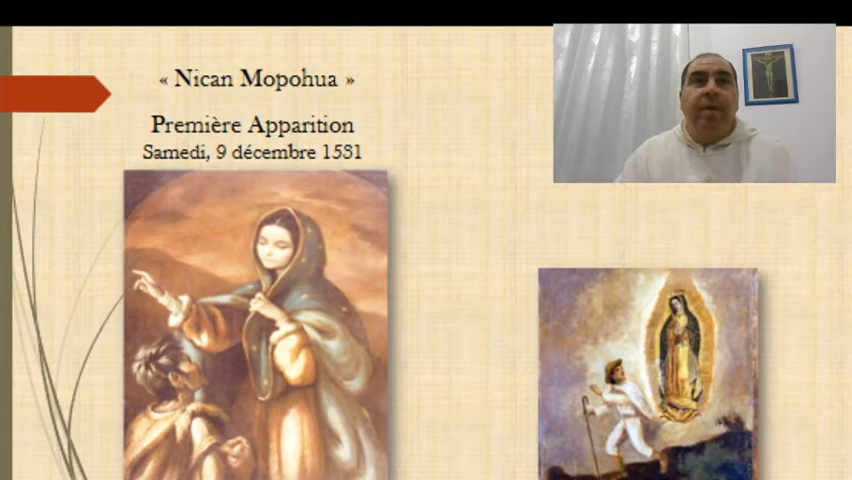 « Nican Mopohua »
Première Apparition
Samedi, 9 décembre 1531